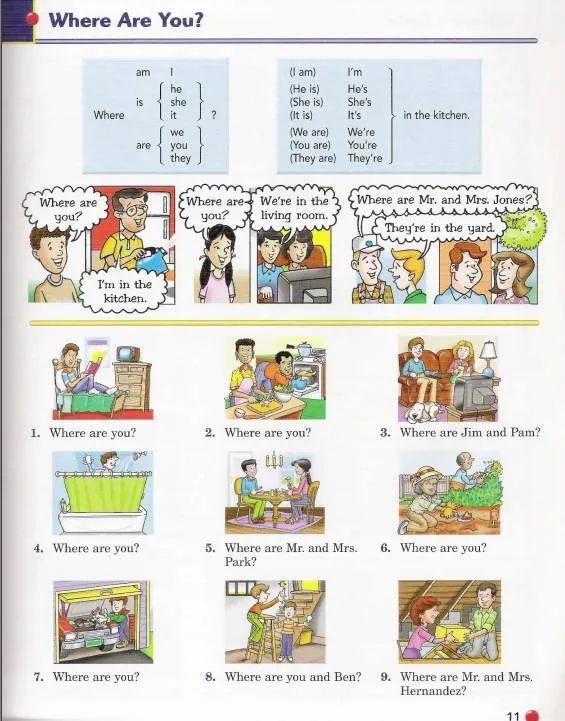 Where Are You?
am I
he
is she
it
Where ?
we
are you
they
(I am) I'm
(He is) He's
(She is) She's
(It is) It's in the kitchen.
(We are) We're
(You are) You're
(They are) They're
Where are
you?
I'm in the
kitchen.
Where are
you?
We're in the
living room.
Where are Mr. and Mrs. Jones?
They're in the yard.
1. Where are you?
2. Where are you?
3. Where are Jim and Pam?
4. Where are you?
5. Where are Mr. and Mrs.
Park?
6. Where are you?
7. Where are you?
8. Where are you and Ben?
9. Where are Mr. and Mrs.
Hernandez?
11